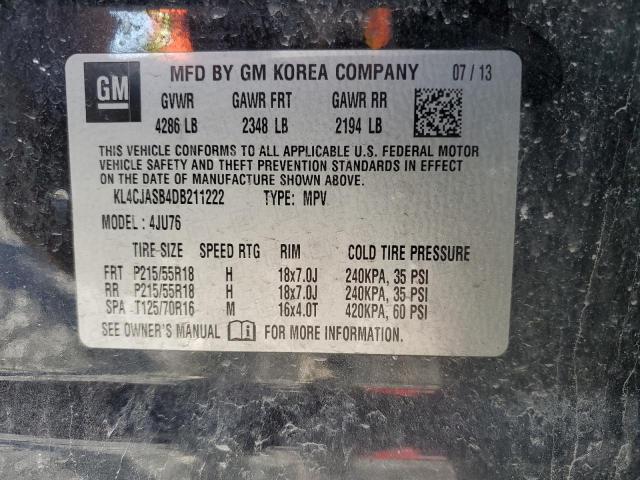 GM MFD BY GM KOREA COMPANY 07 / 13
GVWR GAWR FRT GAWR RR
4286 LB 2348 LB 2194 LB
THIS VEHICLE CONFORMS TO ALL APPLICABLE U.S. FEDERAL MOTOR
VEHICLE SAFETY AND THEFT PREVENTION STANDARDS IN EFFECT
ON THE DATE OF MANUFACTURE SHOWN ABOVE.
KL4CJASB4DB211222 TYPE: MPV
MODEL : 4JU76
TIRE-SIZE SPEED RTG RIM COLD TIRE PRESSURE
FRT P215/55R18 H 18x7.0J 240KPA, 35 PSI
RR P215/55R18 H 18x7.0J 240KPA, 35 PSI
SPA T125/70R16 M 16x4.0T 420KPA, 60 PSI
SEE OWNER'S MANUAL FOR MORE INFORMATION.